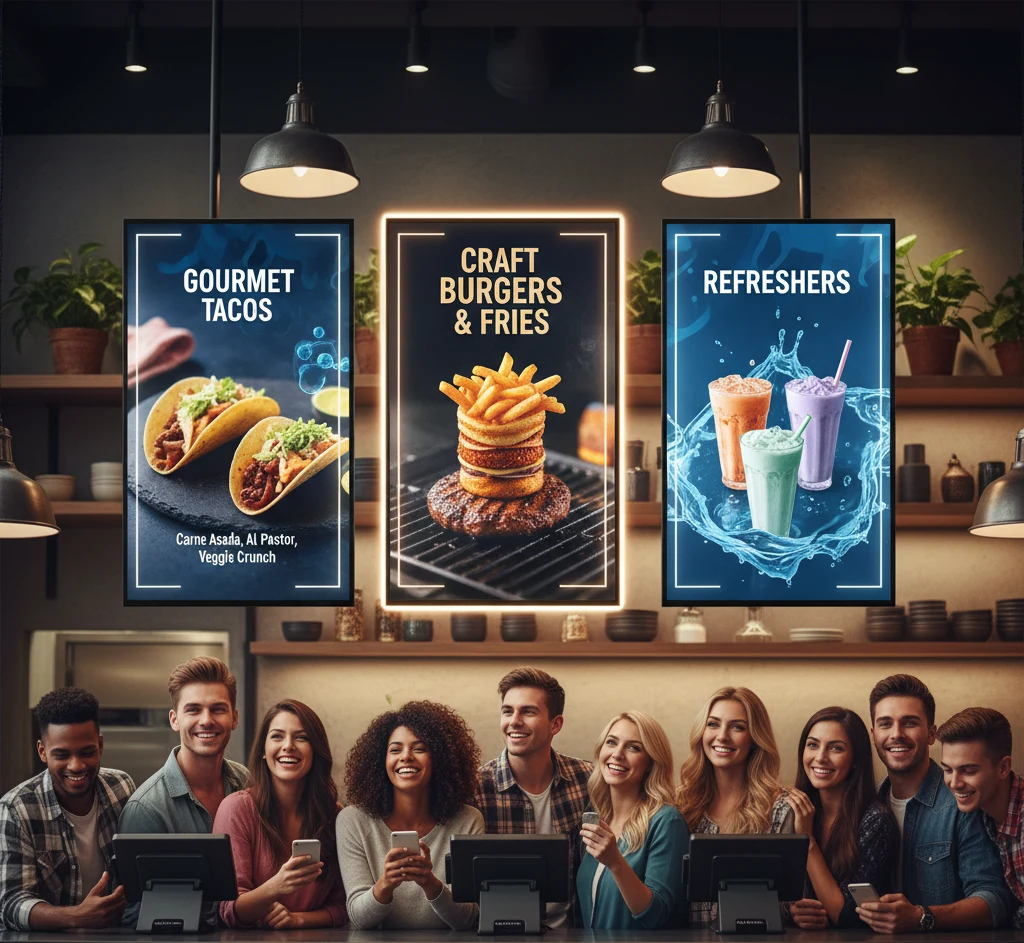 GOURMET
TACOS
Carne Asada, Al Pastor,
Veggie Crunch
CRAFT
BURGERS
& FRIES
REFRESHERS